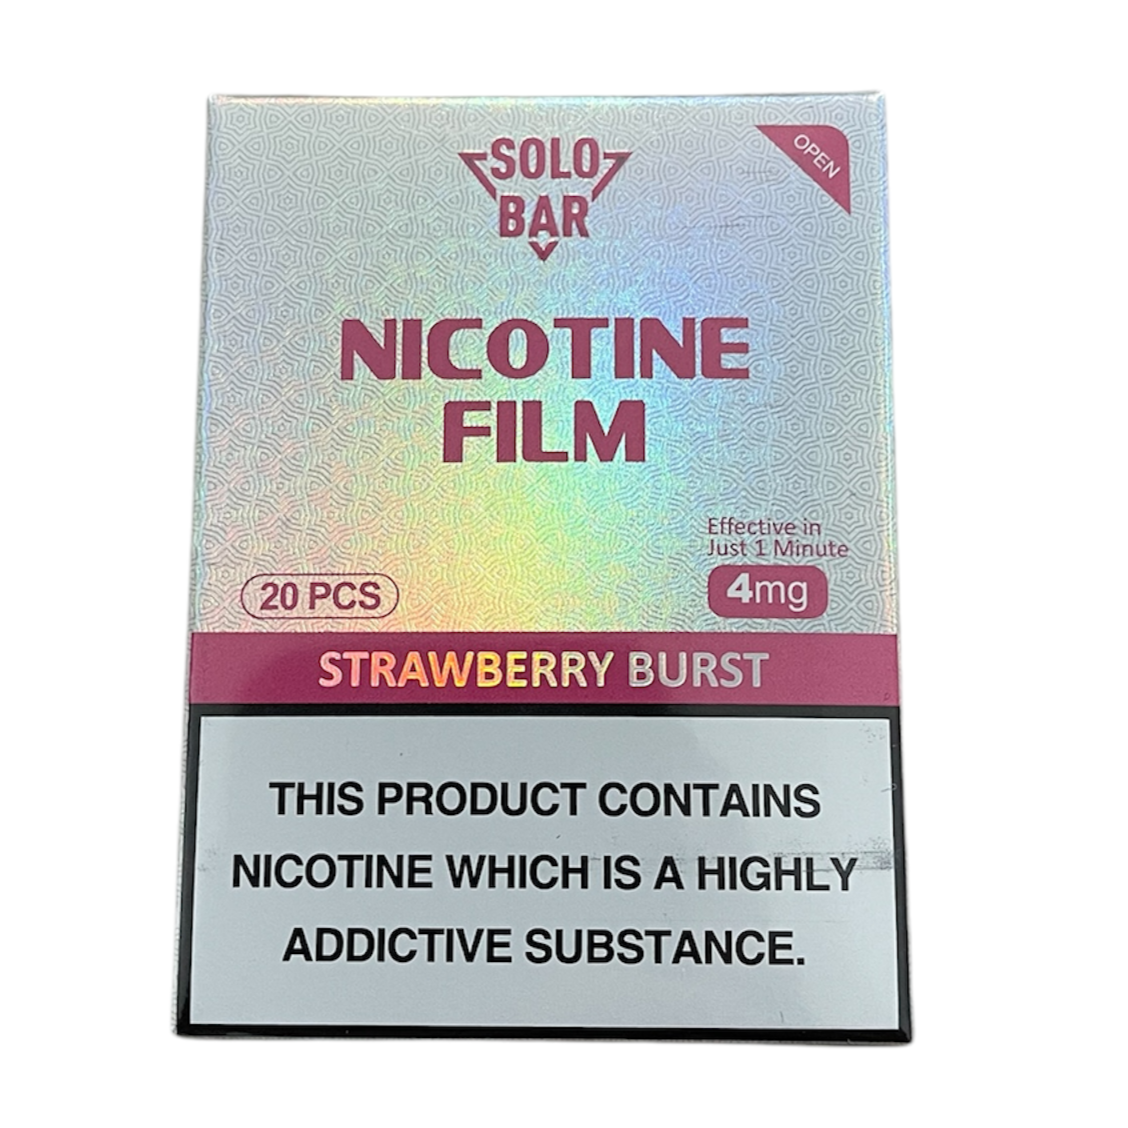 SOLO
BAR
OPEN
NICOTINE
FILM
Effective in
Just 1 Minute
20 PCS
4mg
STRAWBERRY BURST
THIS PRODUCT CONTAINS
NICOTINE WHICH IS A HIGHLY
ADDICTIVE SUBSTANCE.